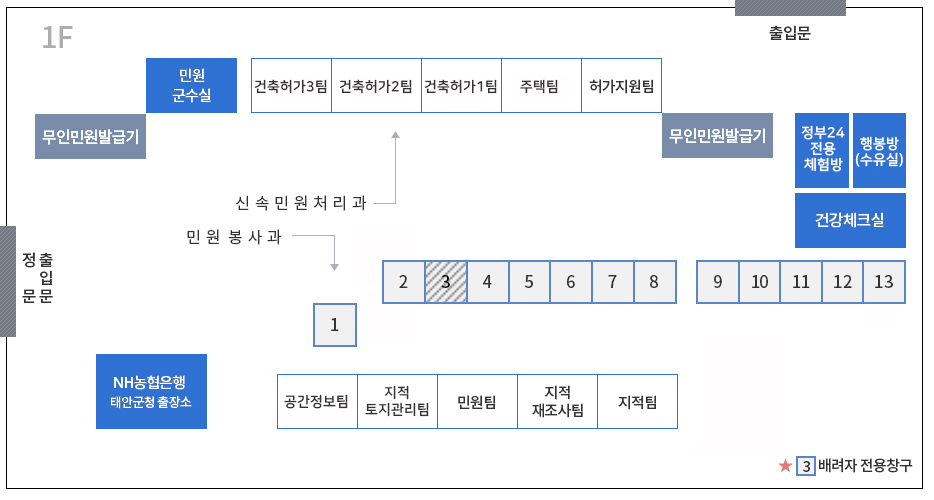 1F
출입문
민원
군수실
건축허가3팀
건축허가2팀
건축허가1팀
주택팀
허가지원팀
무인민원발급기
무인민원발급기
정부24
전용
체험방
행봉방
(수유실)
신속민원처리과
건강체크실
민원 봉사과
정문
출입문
2
3
4
5
6
7
8
9
10
11
12
13
1
NH농협은행
태안군청 출장소
공간정보팀
지적
토지관리팀
민원팀
지적
재조사팀
지적팀
★ 3 배려자 전용창구